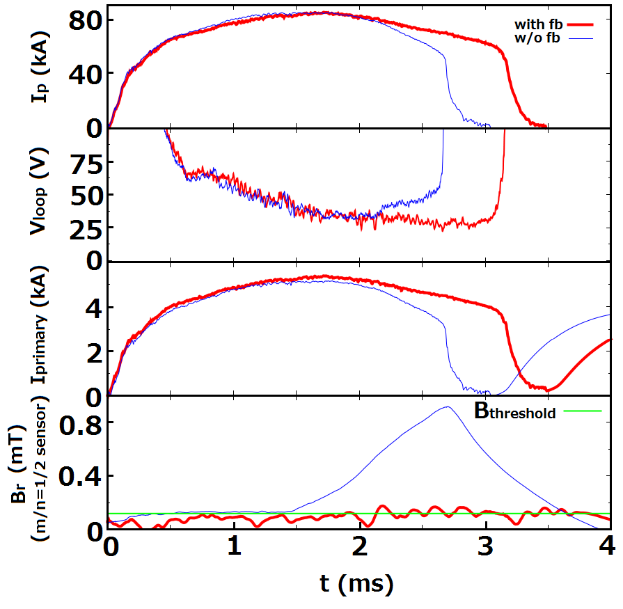 80
40
0
Ip (kA)
with fb
w/o fb
75
50
25
0
Vloop (V)
4
2
0
Iprimary (kA)
0.8
0.4
0
Br (mT)
(m/n=1/2 sensor)
Bthreshold
0 1 2 3 4
t (ms)